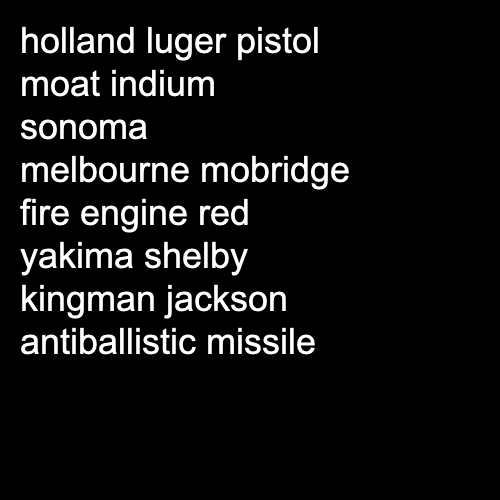 holland luger pistol
moat indium
sonoma
melbourne mobridge
fire engine red
yakima shelby
kingman jackson
antiballistic missile